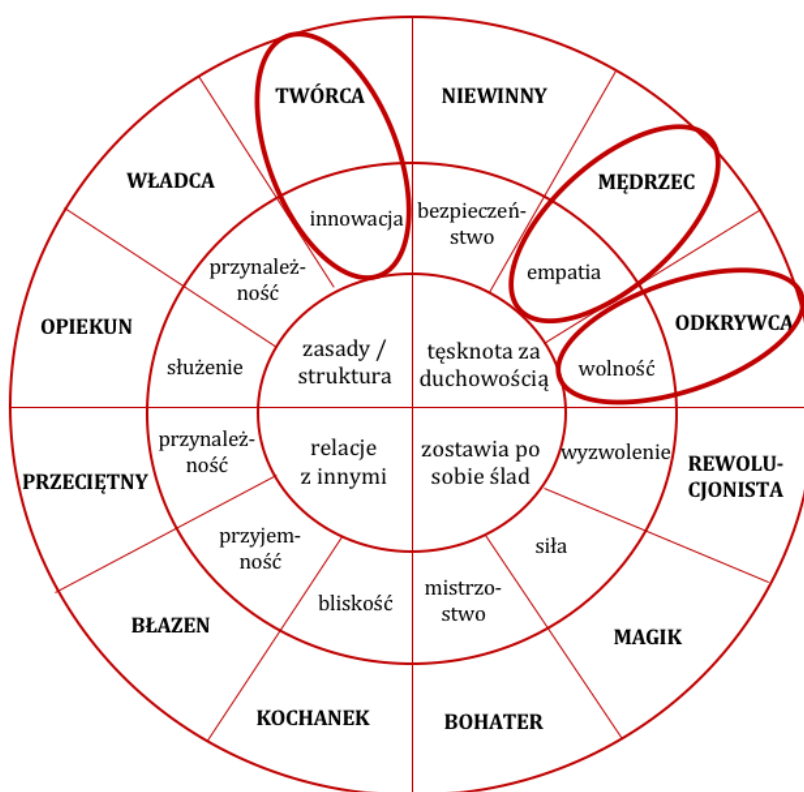 TWÓRCA
NIEWINNY
WŁADCA
MĘDRZEC
innowacja
bezpieczeń-
stwo
przynależ-
ność
empatia
OPIEKUN
ODKRYWCA
służenie
zasady /
struktura
tęsknota za
duchowością
wolność
przynależ-
ność
relacje
z innymi
zostawia po
sobie ślad
wyzwolenie
PRZECIĘTNY
REWOLU-
CJONISTA
przyjem-
ność
siła
bliskość
mistrzo-
stwo
BŁAZEN
MAGIK
KOCHANEK
BOHATER